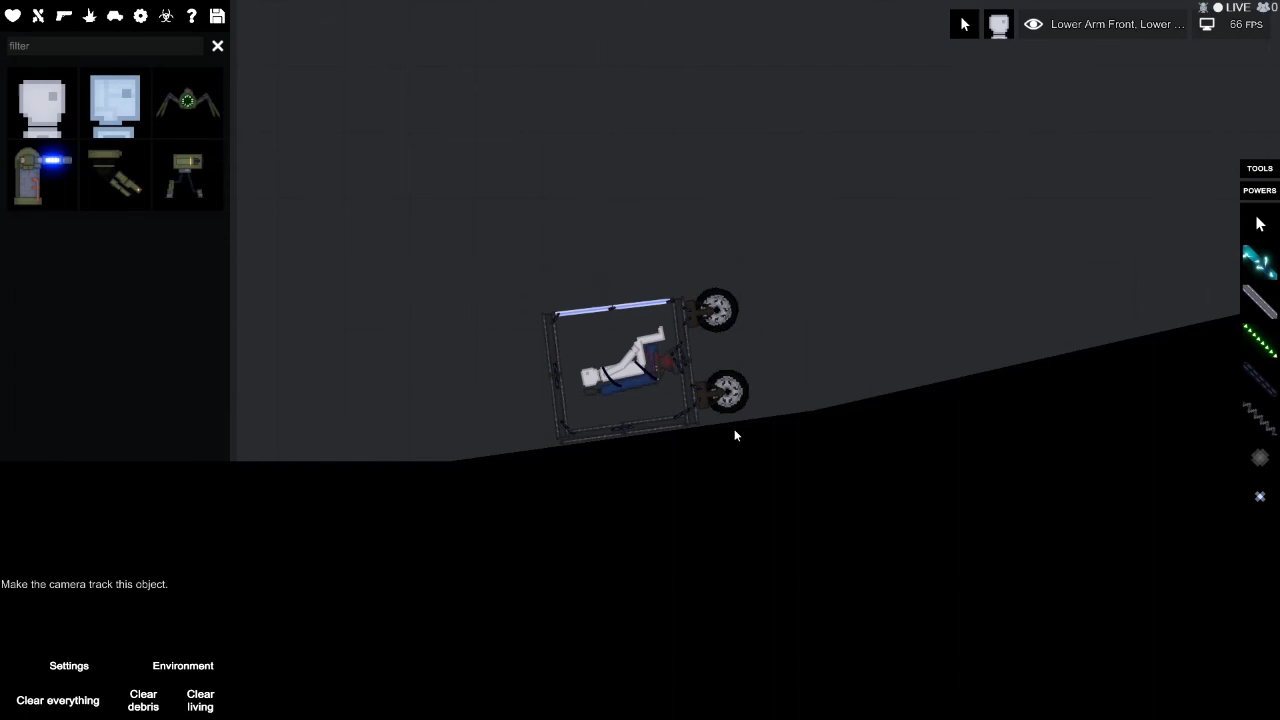 LIVE 0
Lower Arm Front, Lower ...
66 FPS
filter
TOOLS
POWERS
Make the camera track this object.
Settings
Environment
Clear everything
Clear
debris
Clear
living